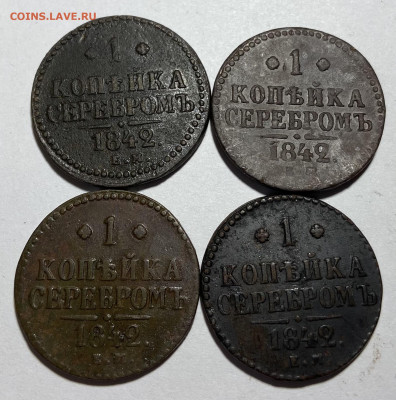 COINS.LAVE.RU
1
КОПѢЙКА
СЕРЕБРОМЪ
1842.
Е.М.
1
КОПѢЙКА
СЕРЕБРОМЪ
1842.
1
КОПѢЙКА
СЕРЕБРОМЪ
1842.
Е.М.
1
КОПѢЙКА
СЕРЕБРОМЪ
1842.
Е.М.